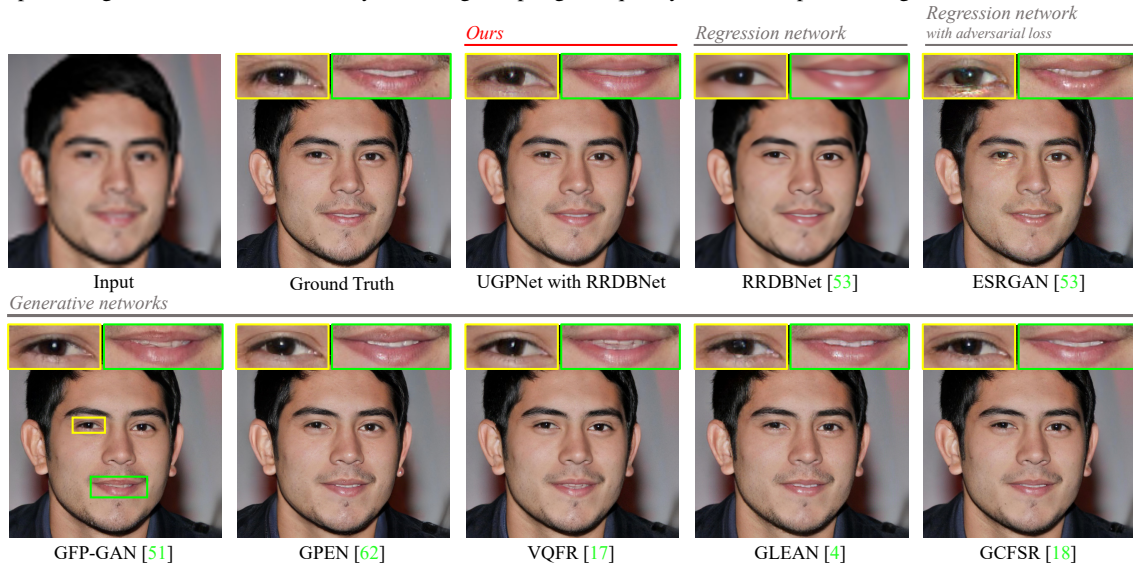 Ours
Regression network
Regression network
with adversarial loss
Input
Ground Truth
UGPNet with RRDBNet
RRDBNet [53]
ESRGAN [53]
Generative networks
GFP-GAN [51]
GPEN [62]
VQFR [17]
GLEAN [4]
GCFSR [18]